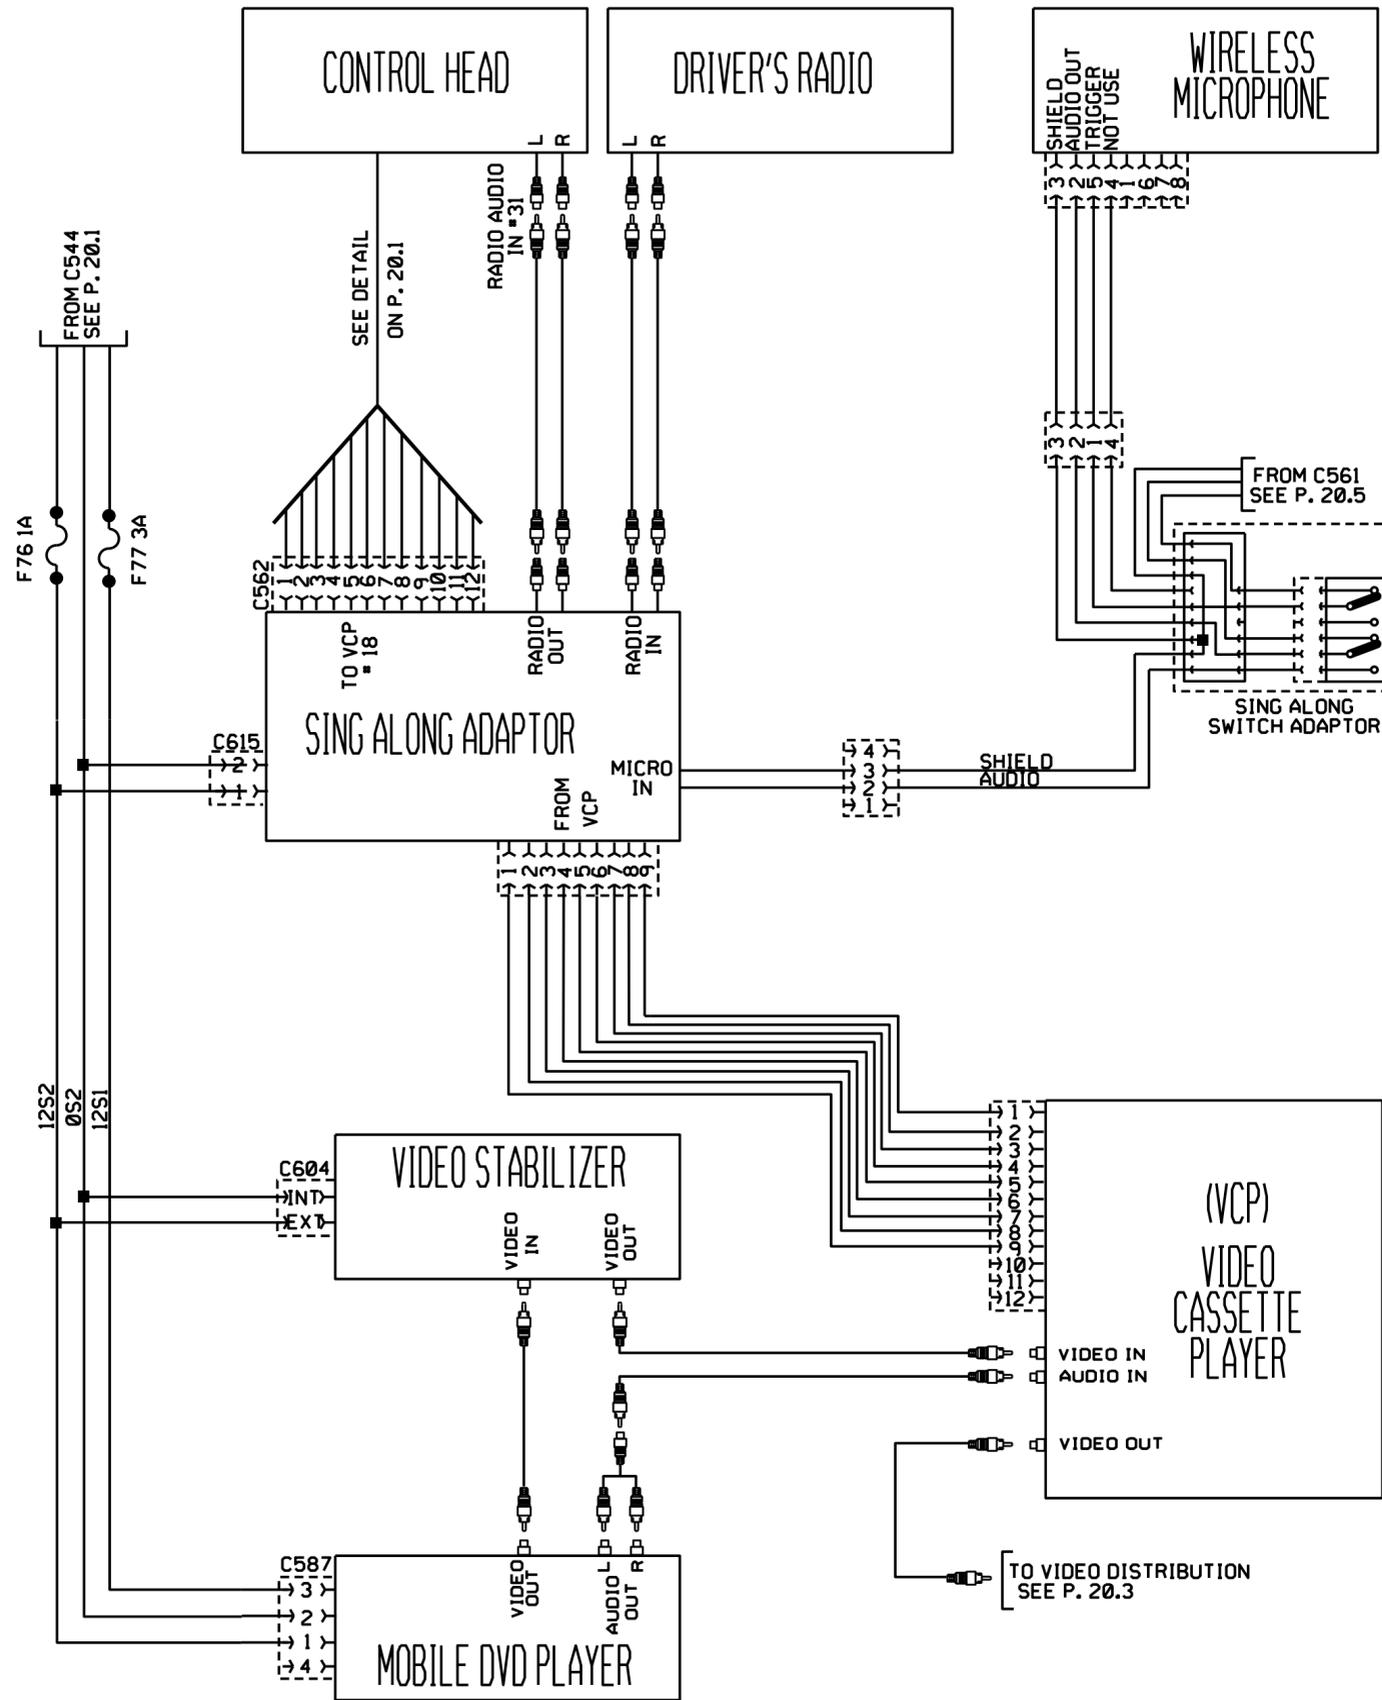 CONTROL HEAD
L
R
DRIVER'S RADIO
L
R
WIRELESS
MICROPHONE
SHIELD
AUDIO OUT
TRIGGER
NOT USE
3
2
5
4
1
6
7
8
RADIO AUDIO
IN #31
SEE DETAIL
ON P. 20.1
FROM C544
SEE P. 20.1
3
2
1
4
FROM C561
SEE P. 20.5
F76 1A
F77 3A
C562
1
2
3
4
5
6
7
8
9
10
11
12
TO VCP
# 18
RADIO
OUT
RADIO
IN
SING ALONG ADAPTOR
SING ALONG
SWITCH ADAPTOR
C615
2
1
MICRO
IN
FROM
VCP
4
3
2
1
SHIELD
AUDIO
1
2
3
4
5
6
7
8
9
12S2
0S2
12S1
VIDEO STABILIZER
C604
INT
EXT
VIDEO
IN
VIDEO
OUT
1
2
3
4
5
6
7
8
9
10
11
12
(VCP)
VIDEO
CASSETTE
PLAYER
VIDEO IN
AUDIO IN
VIDEO OUT
C587
3
2
1
4
VIDEO
OUT
L
R
AUDIO
OUT
MOBILE DVD PLAYER
TO VIDEO DISTRIBUTION
SEE P. 20.3